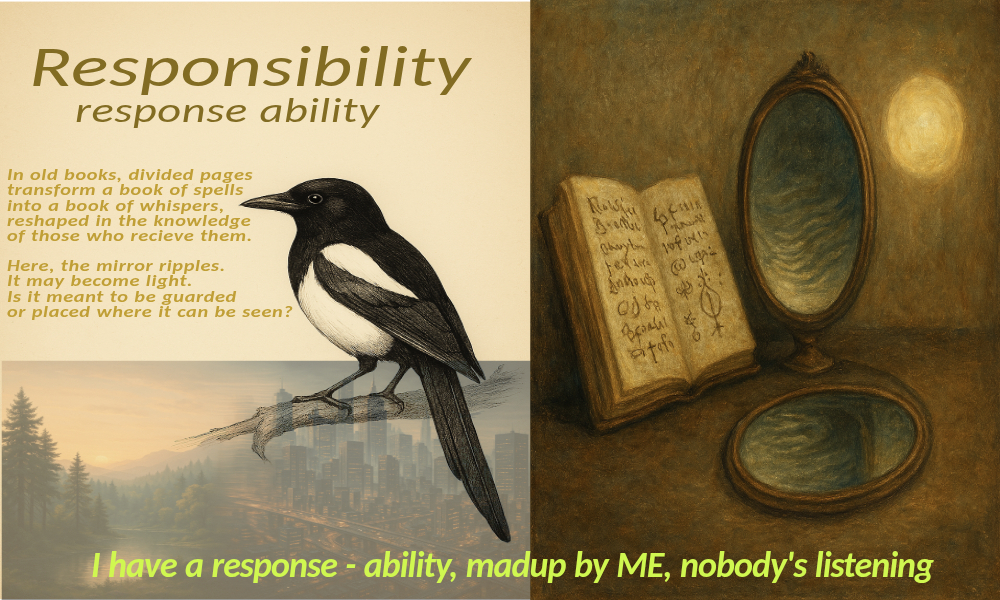 Responsibility
response ability
In old books, divided pages
transform a book of spells
into a book of whispers,
reshaped in the knowledge
of those who recieve them.
Here, the mirror ripples.
It may become light.
Is it meant to be guarded
or placed where it can be seen?
I have a response - ability, madup by ME, nobody's listening